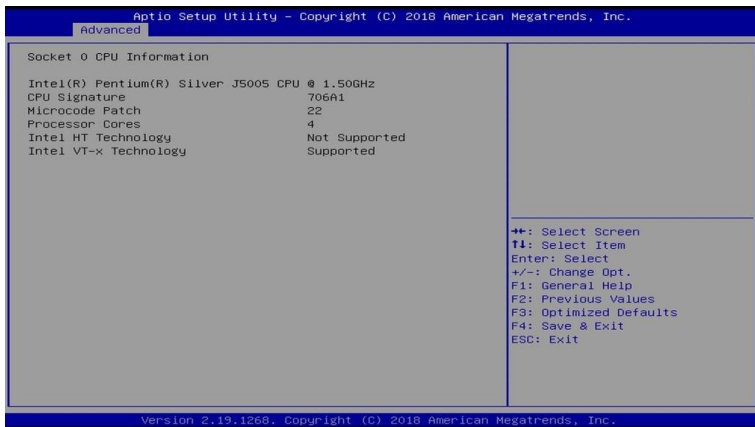 Aptio Setup Utility – Copyright (C) 2018 American Megatrends, Inc.
Advanced
Socket 0 CPU Information
Intel(R) Pentium(R) Silver J5005 CPU @ 1.50GHz
CPU Signature 706A1
Microcode Patch 22
Processor Cores 4
Intel HT Technology Not Supported
Intel VT-x Technology Supported
→←: Select Screen
↑↓: Select Item
Enter: Select
+/-: Change Opt.
F1: General Help
F2: Previous Values
F3: Optimized Defaults
F4: Save & Exit
ESC: Exit
Version 2.19.1268. Copyright (C) 2018 American Megatrends, Inc.